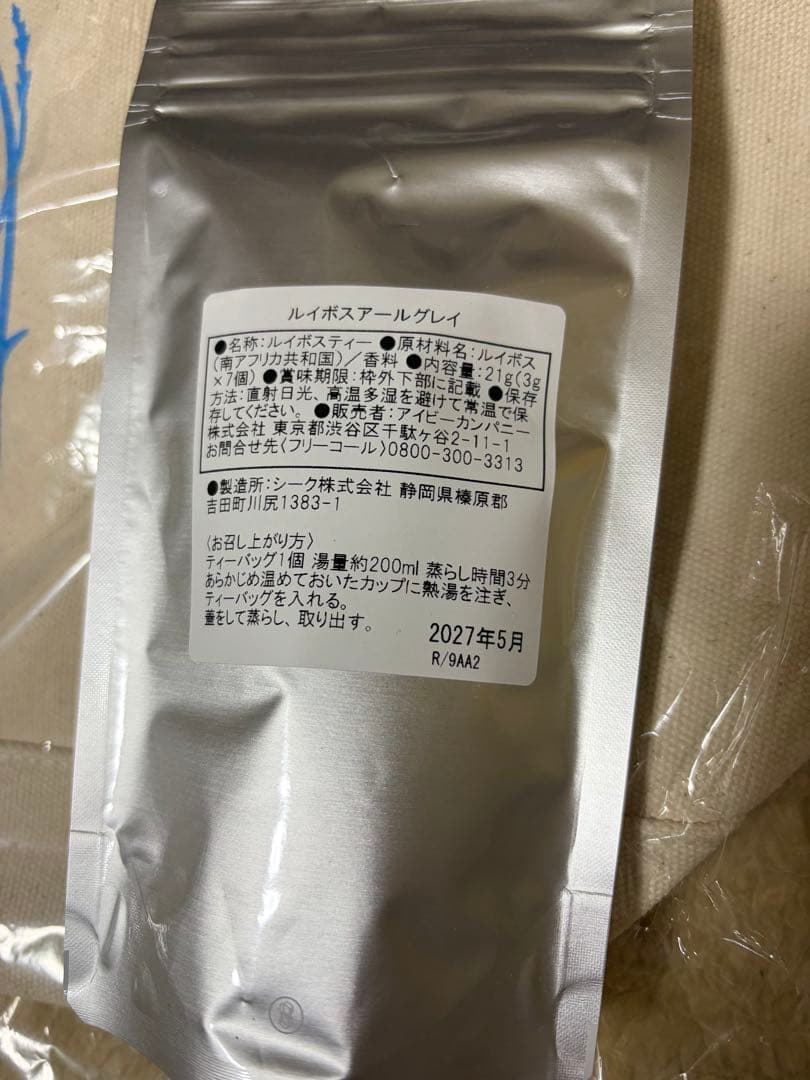 ルイボスアールグレイ
●名称:ルイボスティー ●原材料名:ルイボス
(南アフリカ共和国)/香料 ●内容量:21g(3g
×7個) ●賞味期限:枠外下部に記載 ●保存
方法:直射日光、高温多湿を避けて常温で保
存してください。 ●販売者:アイビーカンパニー
株式会社 東京都渋谷区千駄ヶ谷2-11-1
お問合せ先〈フリーコール〉0800-300-3313
●製造所:シーク株式会社 静岡県榛原郡
吉田町川尻1383-1
〈お召し上がり方〉
ティーバッグ1個 湯量約200ml 蒸らし時間3分
あらかじめ温めておいたカップに熱湯を注ぎ、
ティーバッグを入れる。
蓋をして蒸らし、取り出す。
2027年5月
R/9AA2